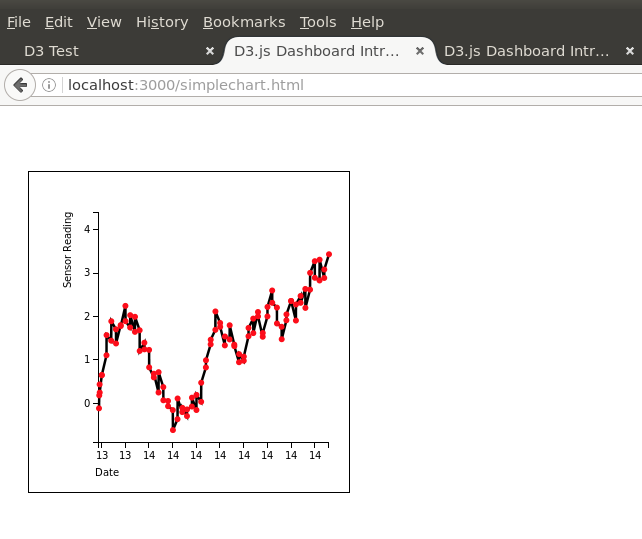 File Edit View History Bookmarks Tools Help
D3 Test × D3.js Dashboard Intr... × D3.js Dashboard Intr... ×
localhost:3000/simplechart.html
Sensor Reading
4
3
2
1
0
13 13 14 14 14 14 14 14 14 14
Date